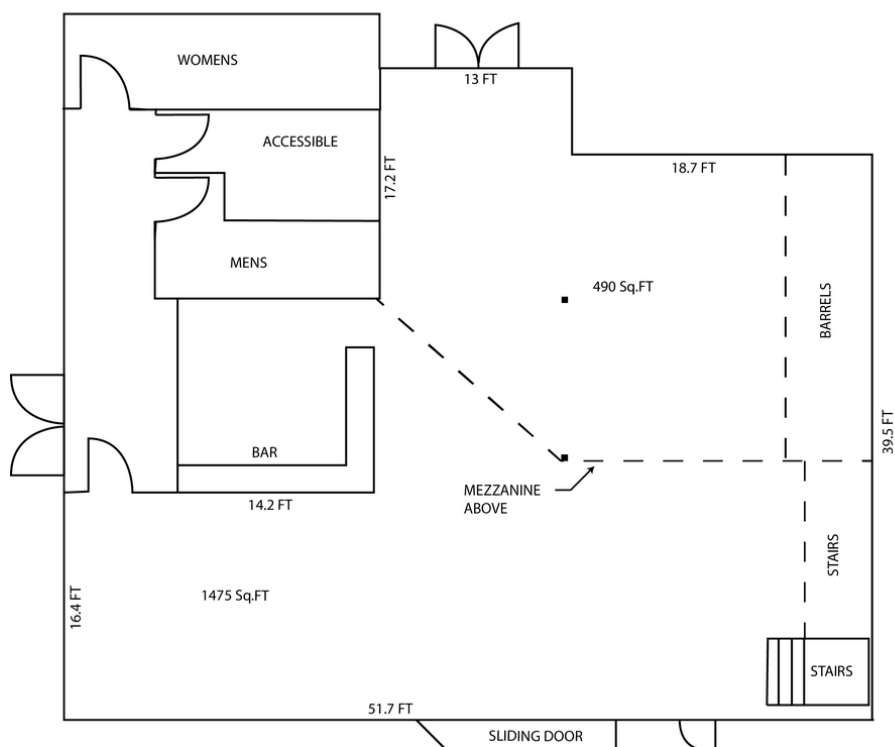 WOMENS
13 FT
ACCESSIBLE
17.2 FT
18.7 FT
MENS
490 Sq.FT
BARRELS
39.5 FT
BAR
MEZZANINE
ABOVE
14.2 FT
STAIRS
16.4 FT
1475 Sq.FT
STAIRS
51.7 FT
SLIDING DOOR